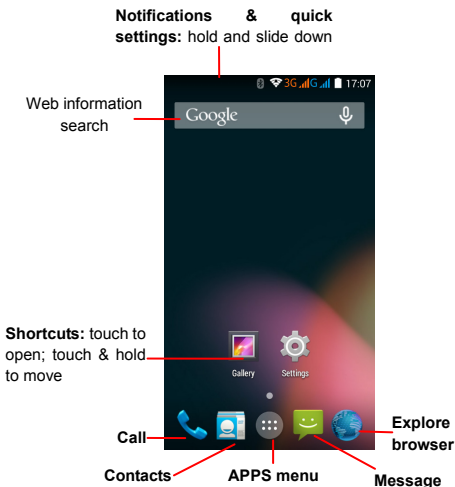 Notifications & quick
settings: hold and slide down
3G G 17:07
Web information
search
Google
Shortcuts: touch to
open; touch & hold
to move
Gallery Settings
Call
Explore
browser
Contacts
APPS menu
Message